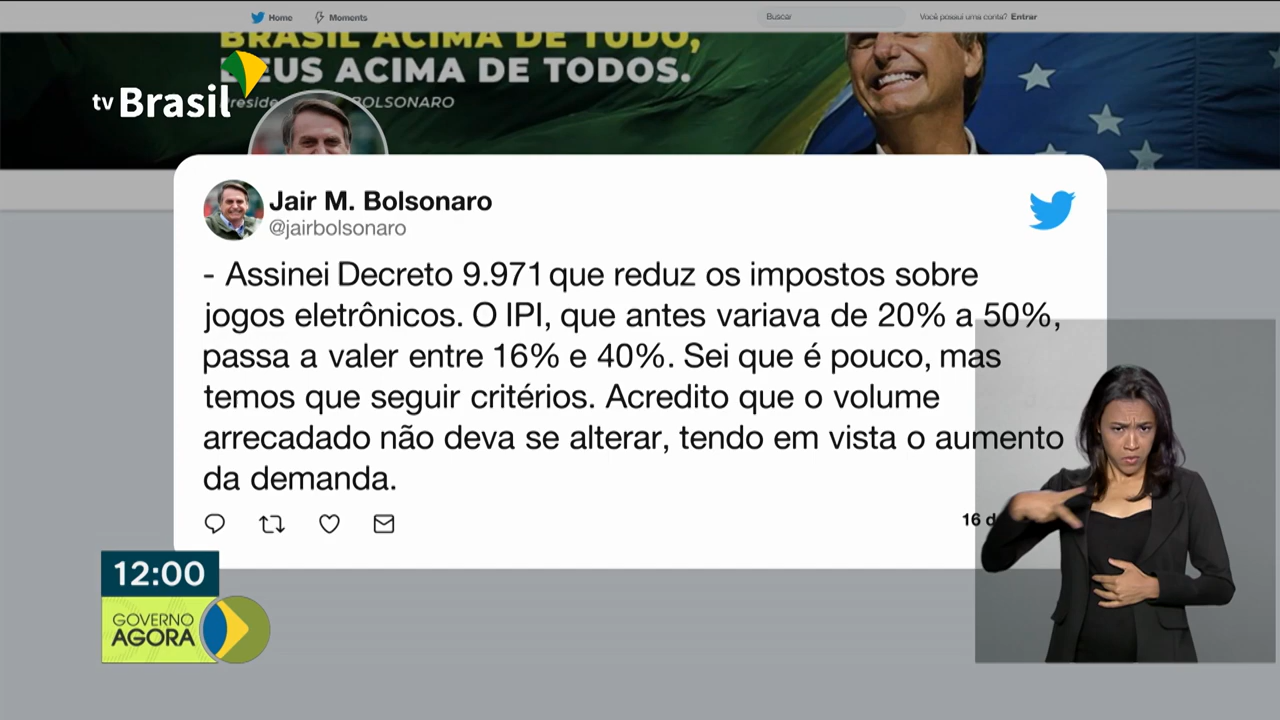 Home
Moments
Buscar
Você possui uma conta? Entrar
BRASIL ACIMA DE TUDO,
DEUS ACIMA DE TODOS.
BOLSONARO
tv Brasil
Jair M. Bolsonaro
@jairbolsonaro
- Assinei Decreto 9.971 que reduz os impostos sobre
jogos eletrônicos. O IPI, que antes variava de 20% a 50%,
passa a valer entre 16% e 40%. Sei que é pouco, mas
temos que seguir critérios. Acredito que o volume
arrecadado não deva se alterar, tendo em vista o aumento
da demanda.
16 d
12:00
GOVERNO
AGORA